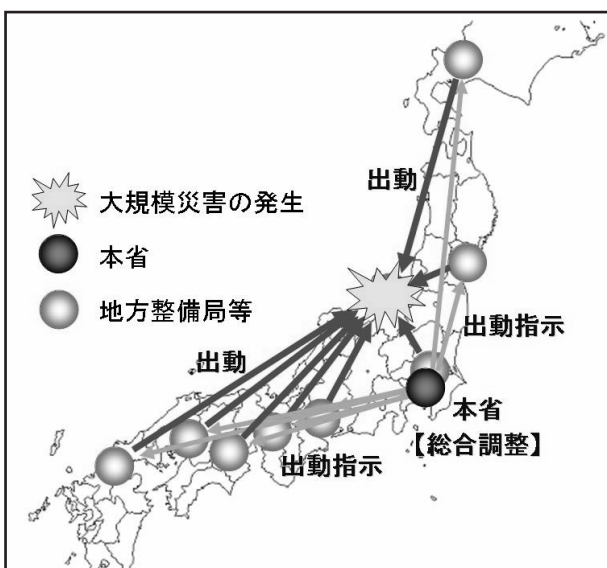 出動
大規模災害の発生
本省
地方整備局等
出動指示
出動
本省
【総合調整】
出動指示